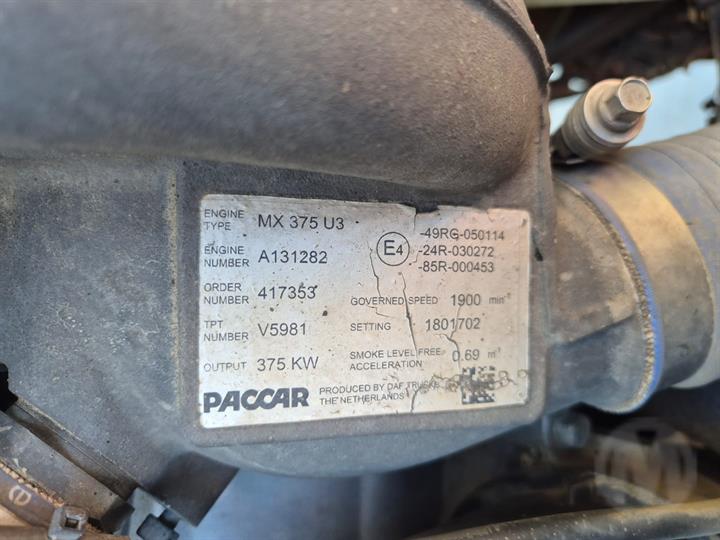 ENGINE TYPE MX 375 U3
ENGINE NUMBER A131282
ORDER NUMBER 417353
TPT NUMBER V5981
OUTPUT 375 KW
E4
-49RG-050114
-24R-030272
-85R-000453
GOVERNED SPEED 1900 min⁻¹
SETTING 1801702
SMOKE LEVEL FREE ACCELERATION 0.69 m⁻¹
PACCAR
PRODUCED BY DAF TRUCKS
THE NETHERLANDS
e
M